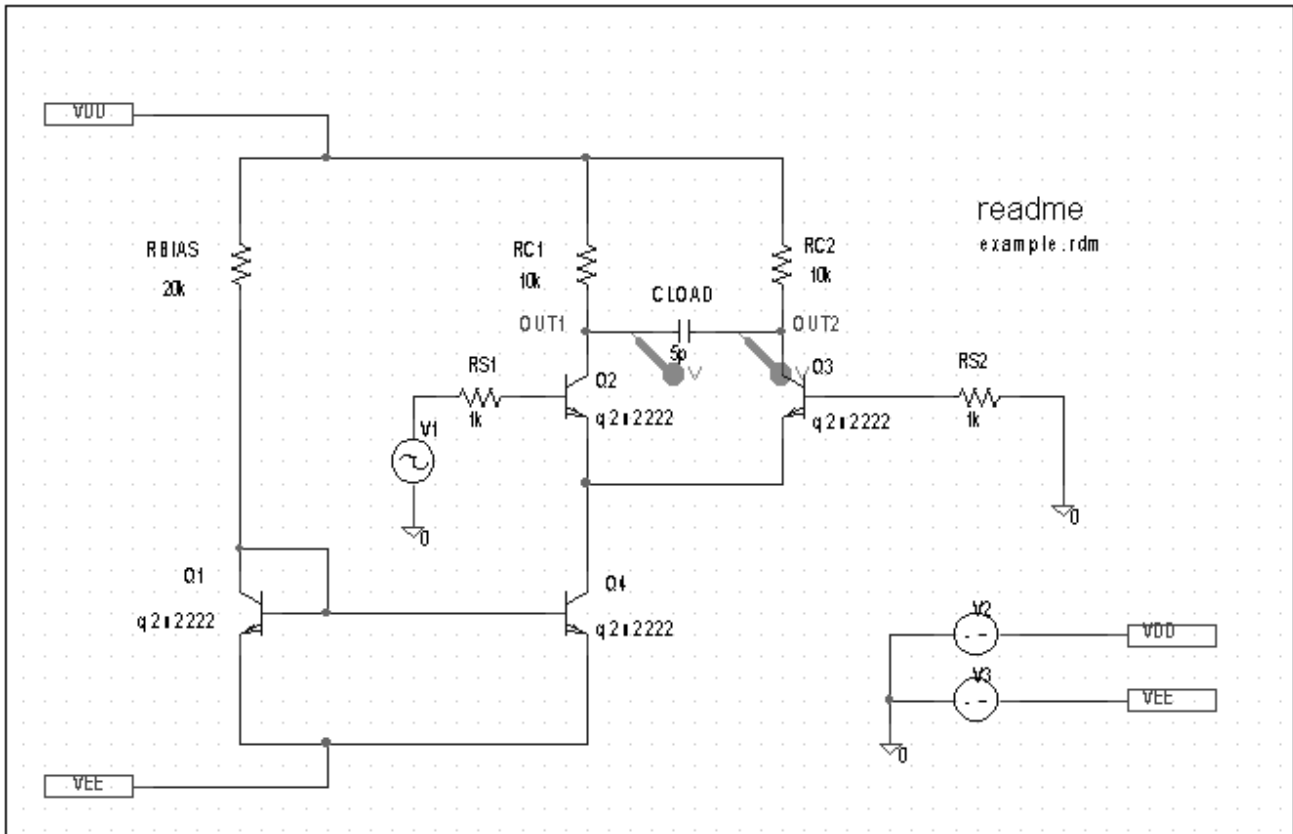 VDD
readme
example.rdm
RBIAS
20k
RC1
10k
RC2
10k
CLOAD
OUT1
OUT2
5p
V
V
RS1
1k
Q2
q2n2222
Q3
q2n2222
RS2
1k
V1
0
0
Q1
q2n2222
Q4
q2n2222
V2
VDD
V3
VEE
0
VEE